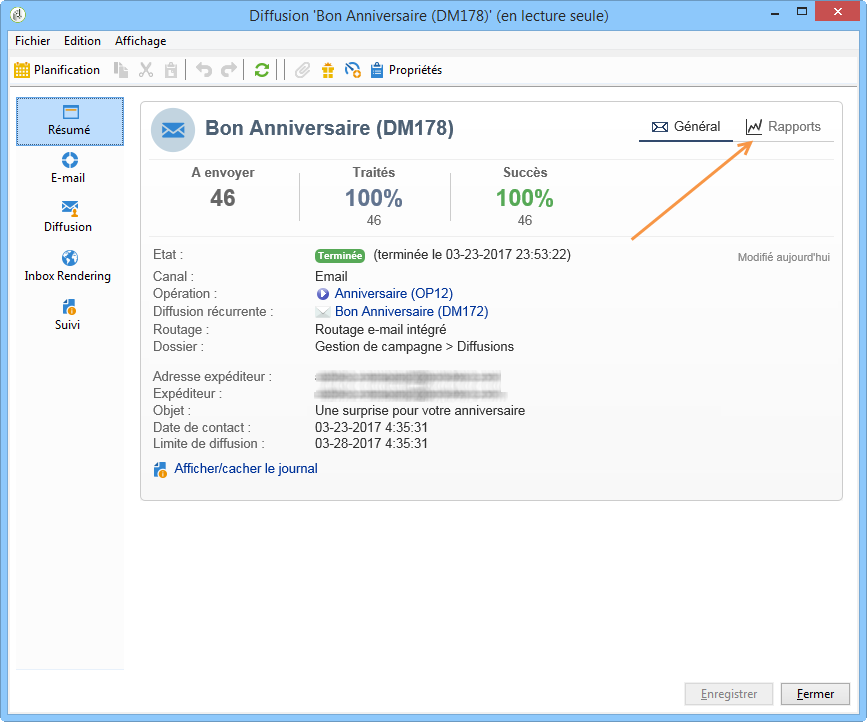 Diffusion 'Bon Anniversaire (DM178)' (en lecture seule)
Fichier Edition Affichage
Planification Propriétés
Résumé
E-mail
Diffusion
Inbox Rendering
Suivi
Bon Anniversaire (DM178)
Général Rapports
A envoyer Traités Succès
46 100% 100%
46 46
Etat : Terminée (terminée le 03-23-2017 23:53:22) Modifié aujourd'hui
Canal : Email
Opération : Anniversaire (OP12)
Diffusion récurrente : Bon Anniversaire (DM172)
Routage : Routage e-mail intégré
Dossier : Gestion de campagne > Diffusions
Adresse expéditeur :
Expéditeur :
Objet : Une surprise pour votre anniversaire
Date de contact : 03-23-2017 4:35:31
Limite de diffusion : 03-28-2017 4:35:31
Afficher/cacher le journal
Enregistrer Fermer